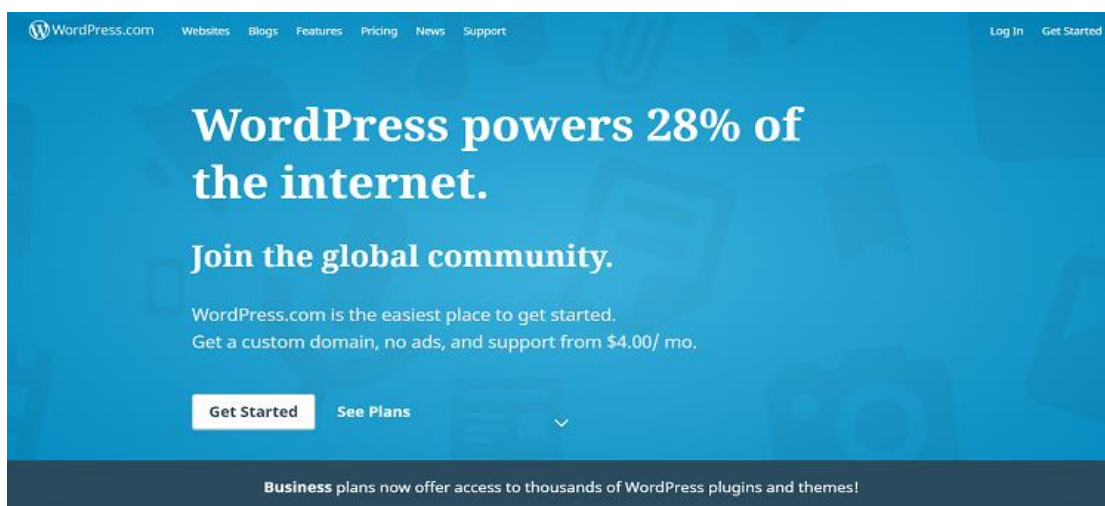 WordPress.com Websites Blogs Features Pricing News Support Log In Get Started
WordPress powers 28% of
the internet.
Join the global community.
WordPress.com is the easiest place to get started.
Get a custom domain, no ads, and support from $4.00/ mo.
Get Started See Plans
Business plans now offer access to thousands of WordPress plugins and themes!